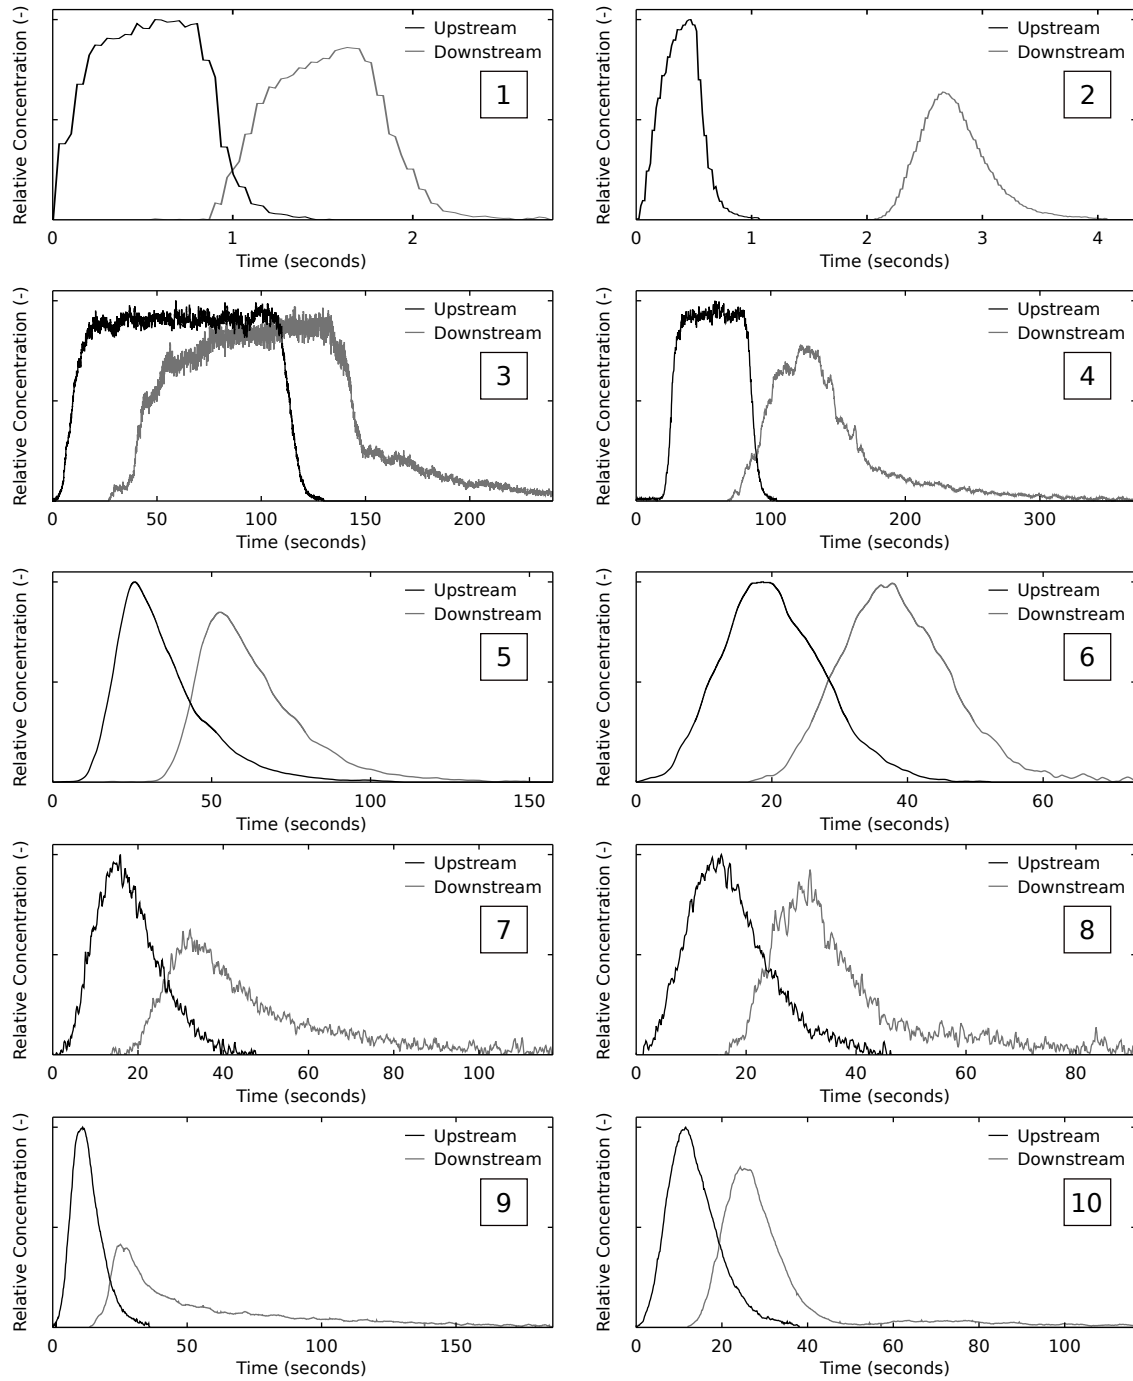 Relative Concentration (-)
Upstream
Downstream
1
0 1 2
Time (seconds)
Relative Concentration (-)
Upstream
Downstream
2
0 1 2 3 4
Time (seconds)
Relative Concentration (-)
Upstream
Downstream
3
0 50 100 150 200
Time (seconds)
Relative Concentration (-)
Upstream
Downstream
4
0 100 200 300
Time (seconds)
Relative Concentration (-)
Upstream
Downstream
5
0 50 100 150
Time (seconds)
Relative Concentration (-)
Upstream
Downstream
6
0 20 40 60
Time (seconds)
Relative Concentration (-)
Upstream
Downstream
7
0 20 40 60 80 100
Time (seconds)
Relative Concentration (-)
Upstream
Downstream
8
0 20 40 60 80
Time (seconds)
Relative Concentration (-)
Upstream
Downstream
9
0 50 100 150
Time (seconds)
Relative Concentration (-)
Upstream
Downstream
10
0 20 40 60 80 100
Time (seconds)